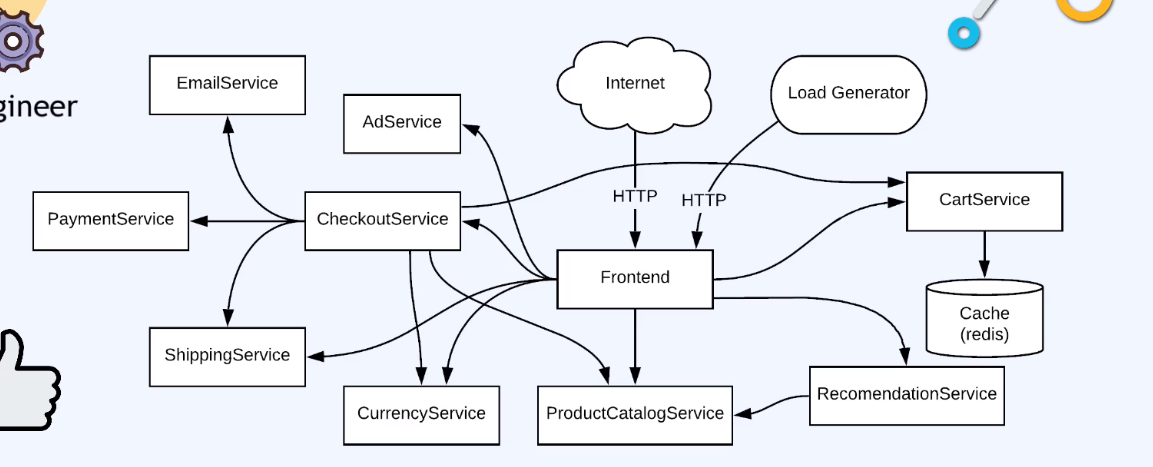 Internet
Load Generator
EmailService
gineer
AdService
HTTP
HTTP
PaymentService
CheckoutService
CartService
Frontend
Cache
(redis)
ShippingService
RecomendationService
CurrencyService
ProductCatalogService